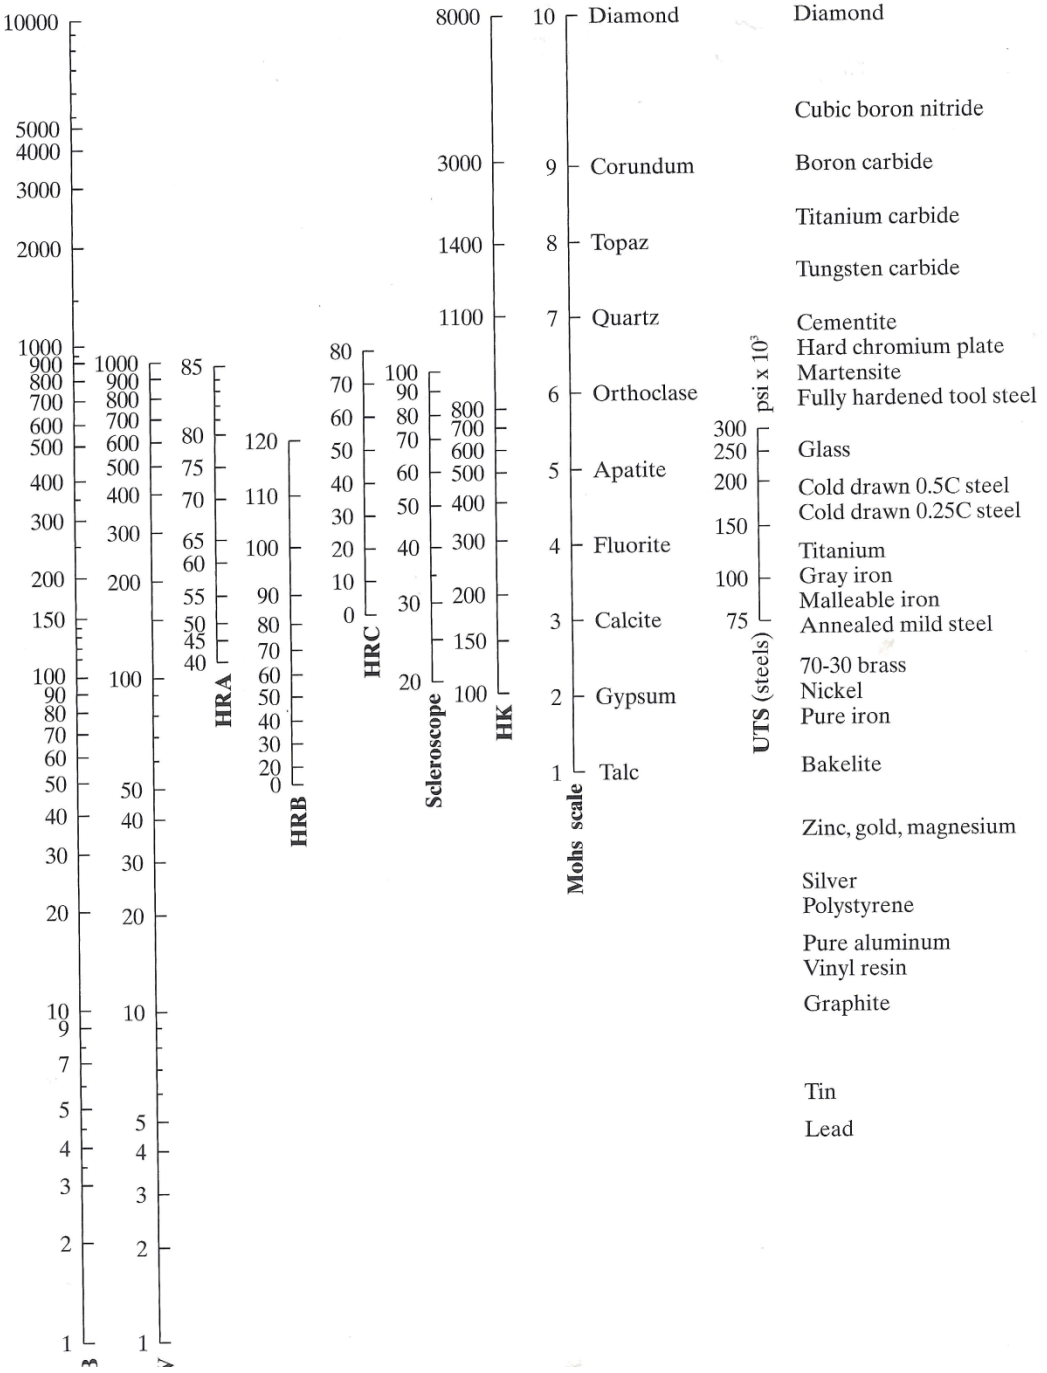 10000
5000
4000
3000
2000
1000
900
800
700
600
500
400
300
200
150
100
90
80
70
60
50
40
30
20
10
9
7
5
4
3
2
1
1000
900
800
700
600
500
400
300
200
100
50
40
30
20
10
5
4
3
2
1
85
80
75
70
65
60
55
50
45
40
HRA
120
110
100
90
80
70
60
50
40
30
20
0
HRB
80
70
60
50
40
30
20
10
0
HRC
100
90
80
70
60
50
40
30
20
Scleroscope
8000
3000
1400
1100
800
700
600
500
400
300
200
150
100
HK
10 Diamond
9 Corundum
8 Topaz
7 Quartz
6 Orthoclase
5 Apatite
4 Fluorite
3 Calcite
2 Gypsum
1 Talc
Mohs scale
psi x 10³
300
250
200
150
100
75
UTS (steels)
Diamond
Cubic boron nitride
Boron carbide
Titanium carbide
Tungsten carbide
Cementite
Hard chromium plate
Martensite
Fully hardened tool steel
Glass
Cold drawn 0.5C steel
Cold drawn 0.25C steel
Titanium
Gray iron
Malleable iron
Annealed mild steel
70-30 brass
Nickel
Pure iron
Bakelite
Zinc, gold, magnesium
Silver
Polystyrene
Pure aluminum
Vinyl resin
Graphite
Tin
Lead